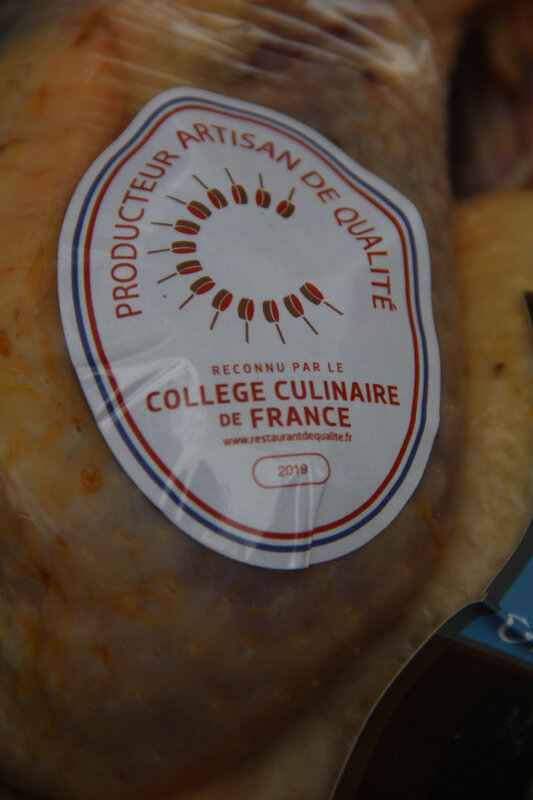 PRODUCTEUR ARTISAN DE QUALITÉ
RECONNU PAR LE
COLLEGE CULINAIRE
DE FRANCE
www.restaurantdequalite.fr
2019